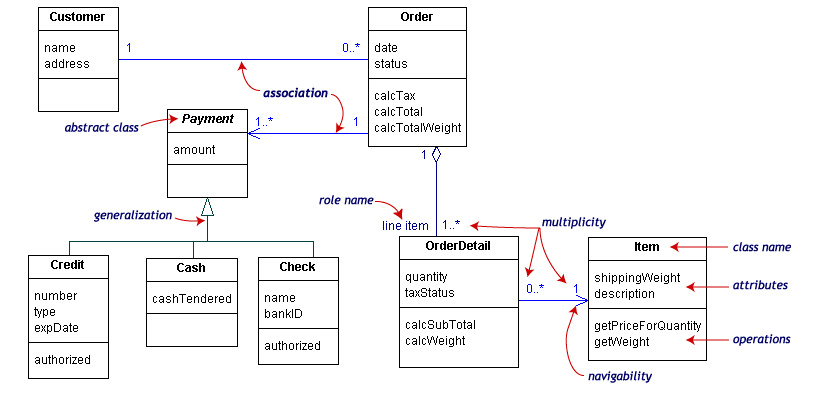 Customer
name
address
1
0..*
Order
date
status
calcTax
calcTotal
calcTotalWeight
association
abstract class
Payment
amount
1..*
1
generalization
1
role name
line item
1..*
multiplicity
Credit
number
type
expDate
authorized
Cash
cashTendered
Check
name
bankID
authorized
OrderDetail
quantity
taxStatus
calcSubTotal
calcWeight
0..*
1
Item
shippingWeight
description
getPriceForQuantity
getWeight
class name
attributes
operations
navigability